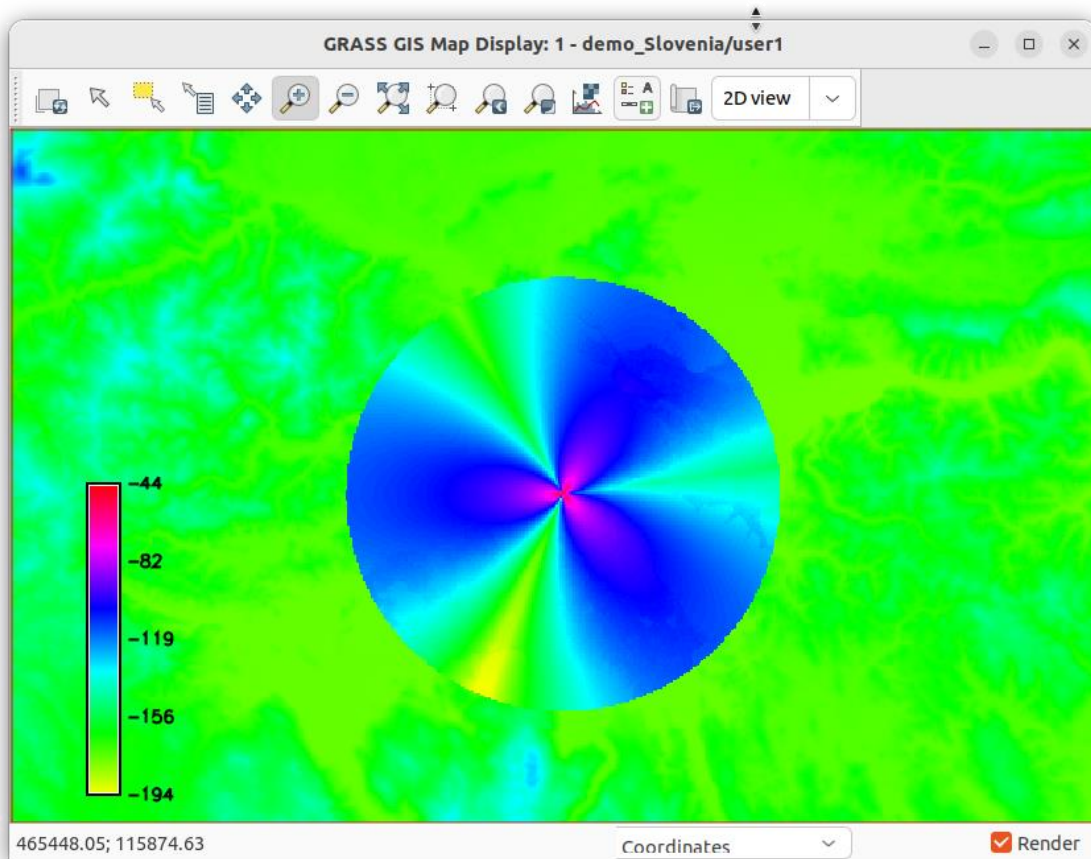 GRASS GIS Map Display: 1 - demo_Slovenia/user1
2D view
-44
-82
-119
-156
-194
465448.05; 115874.63
Coordinates
Render